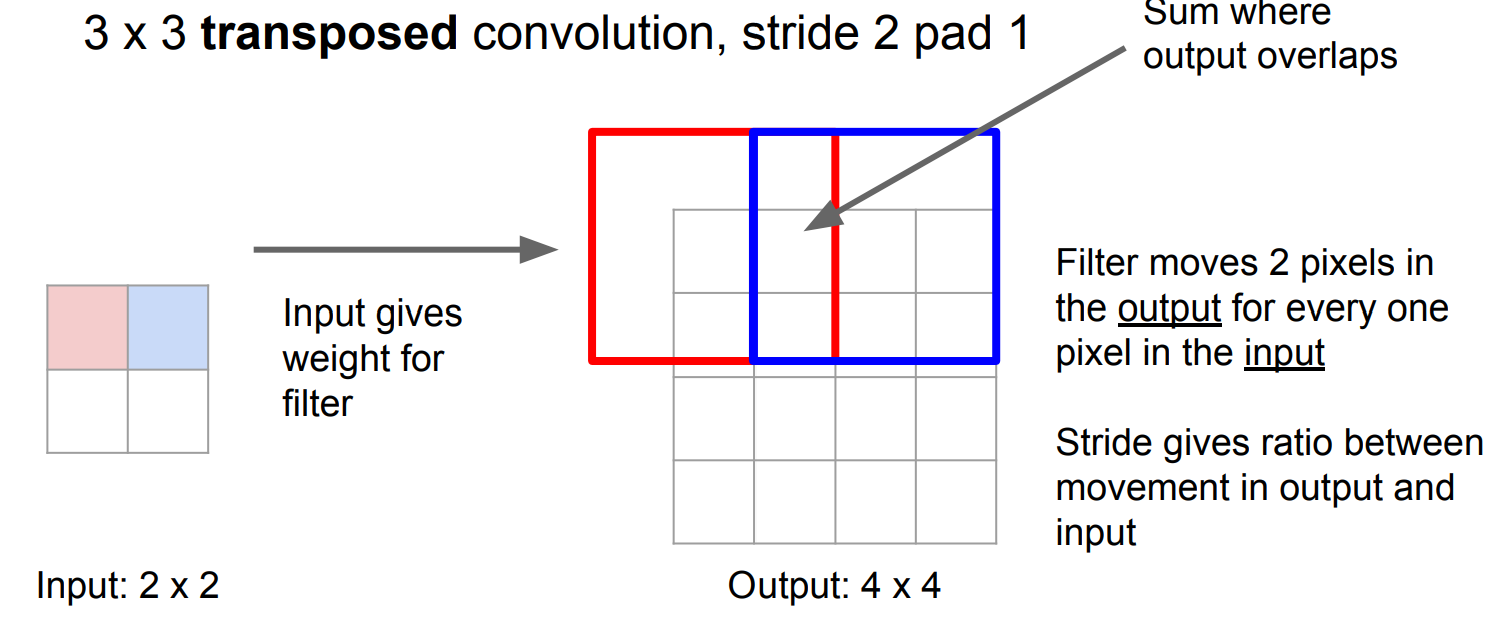 3 x 3 transposed convolution, stride 2 pad 1
Sum where
output overlaps
Input gives
weight for
filter
Filter moves 2 pixels in
the output for every one
pixel in the input
Stride gives ratio between
movement in output and
input
Input: 2 x 2
Output: 4 x 4